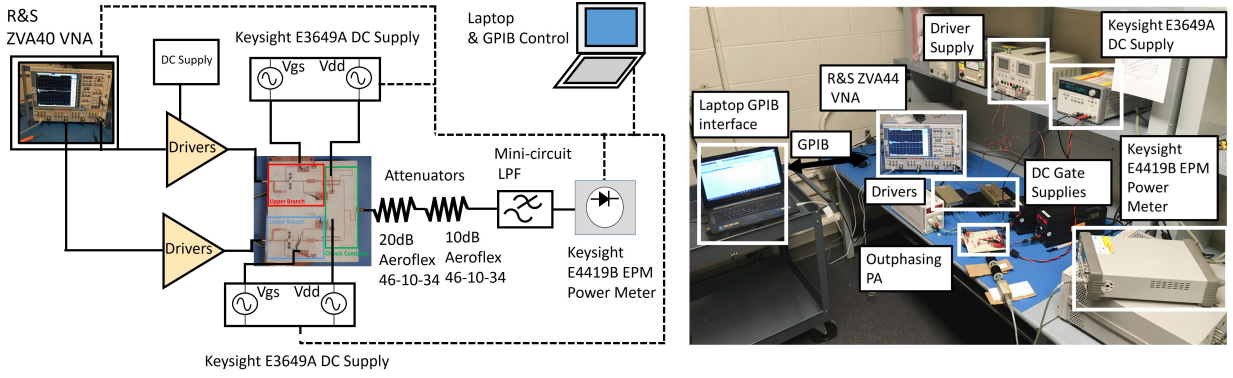 R&S
ZVA40 VNA
DC Supply
Keysight E3649A DC Supply
Vgs
Vdd
Laptop
& GPIB Control
Drivers
Upper Branch
Drivers
Attenuators
20dB
Aeroflex
46-10-34
10dB
Aeroflex
46-10-34
Mini-circuit
LPF
Keysight
E4419B EPM
Power Meter
Vgs
Vdd
Keysight E3649A DC Supply
Driver
Supply
Keysight E3649A
DC Supply
R&S ZVA44
VNA
Laptop GPIB
interface
GPIB
Drivers
DC Gate
Supplies
Keysight
E4419B EPM
Power
Meter
Outphasing
PA